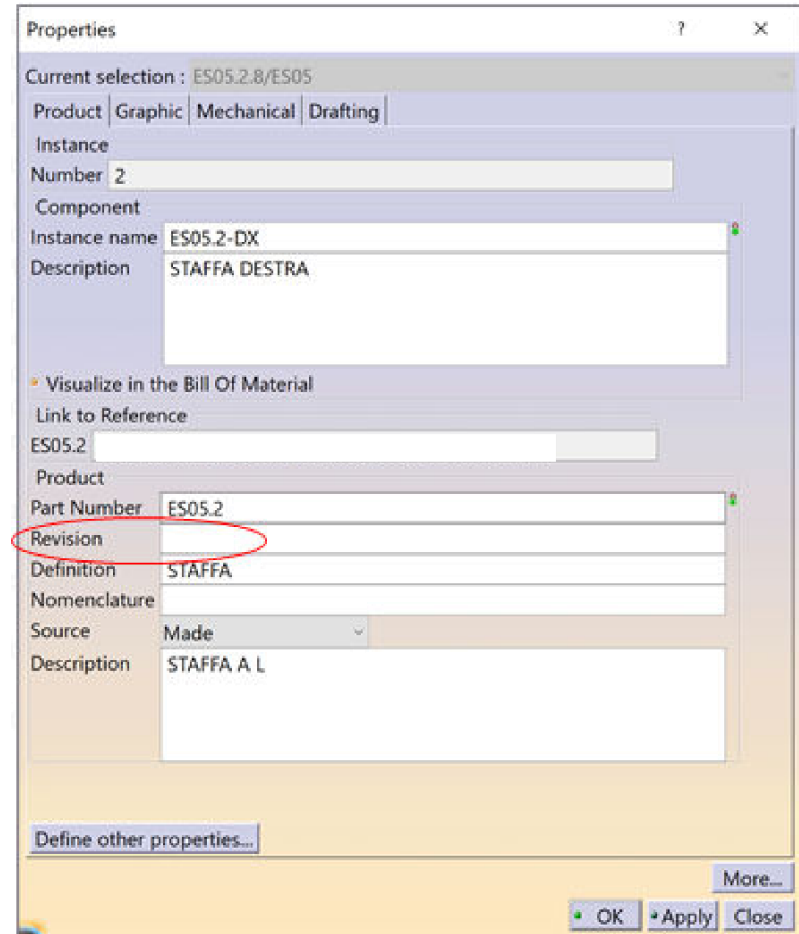 Properties ?
Current selection : ES05.2.8/ES05
Product Graphic Mechanical Drafting
Instance
Number 2
Component
Instance name ES05.2-DX
Description STAFFA DESTRA
Visualize in the Bill Of Material
Link to Reference
ES05.2
Product
Part Number ES05.2
Revision
Definition STAFFA
Nomenclature
Source Made
Description STAFFA A L
Define other properties...
More...
OK Apply Close